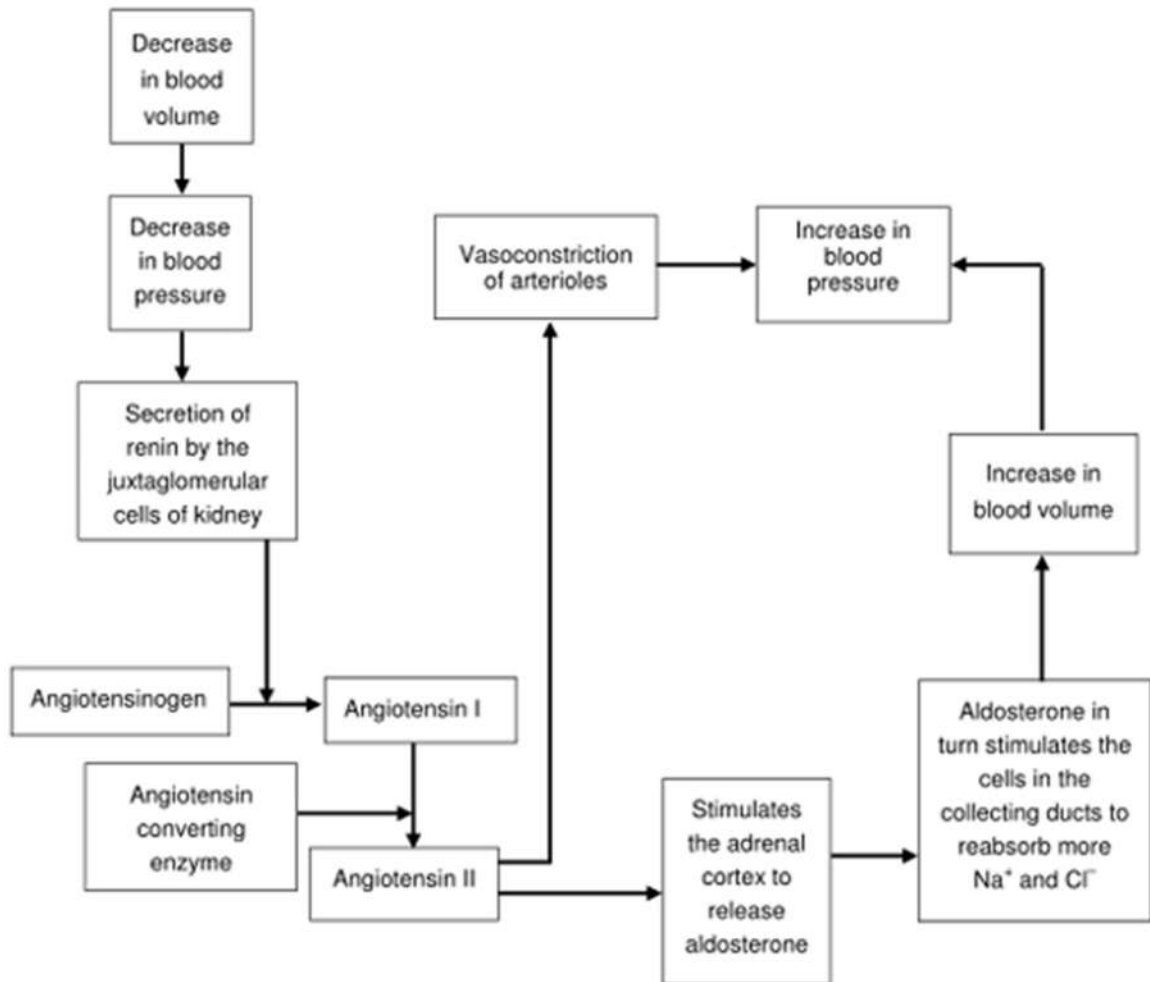 Decrease
in blood
volume
Decrease
in blood
pressure
Secretion of
renin by the
juxtaglomerular
cells of kidney
Angiotensinogen
Angiotensin I
Angiotensin
converting
enzyme
Angiotensin II
Vasoconstriction
of arterioles
Increase in
blood
pressure
Stimulates
the adrenal
cortex to
release
aldosterone
Aldosterone in
turn stimulates the
cells in the
collecting ducts to
reabsorb more
Na⁺ and Cl⁻
Increase in
blood volume